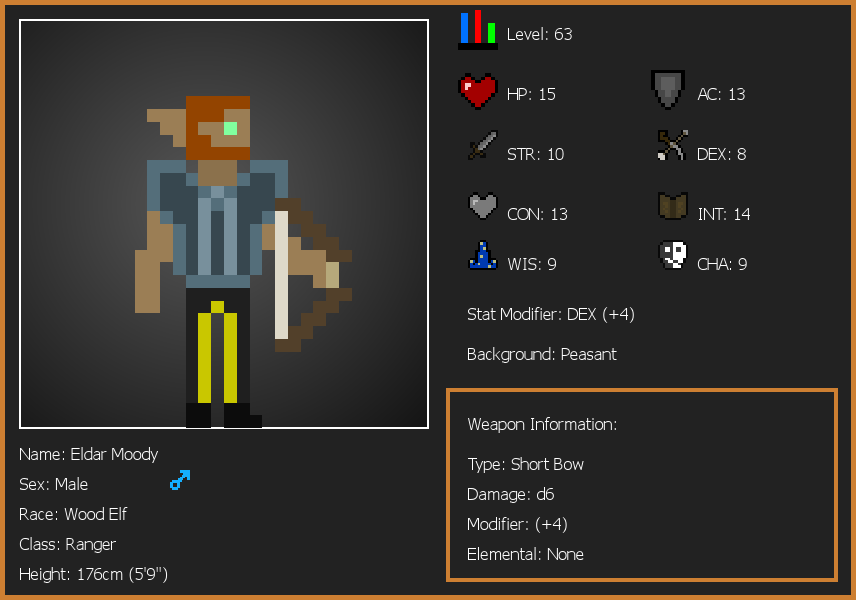 Level: 63
HP: 15
AC: 13
STR: 10
DEX: 8
CON: 13
INT: 14
WIS: 9
CHA: 9
Stat Modifier: DEX (+4)
Background: Peasant
Weapon Information:
Type: Short Bow
Damage: d6
Modifier: (+4)
Elemental: None
Name: Eldar Moody
Sex: Male
Race: Wood Elf
Class: Ranger
Height: 176cm (5'9")